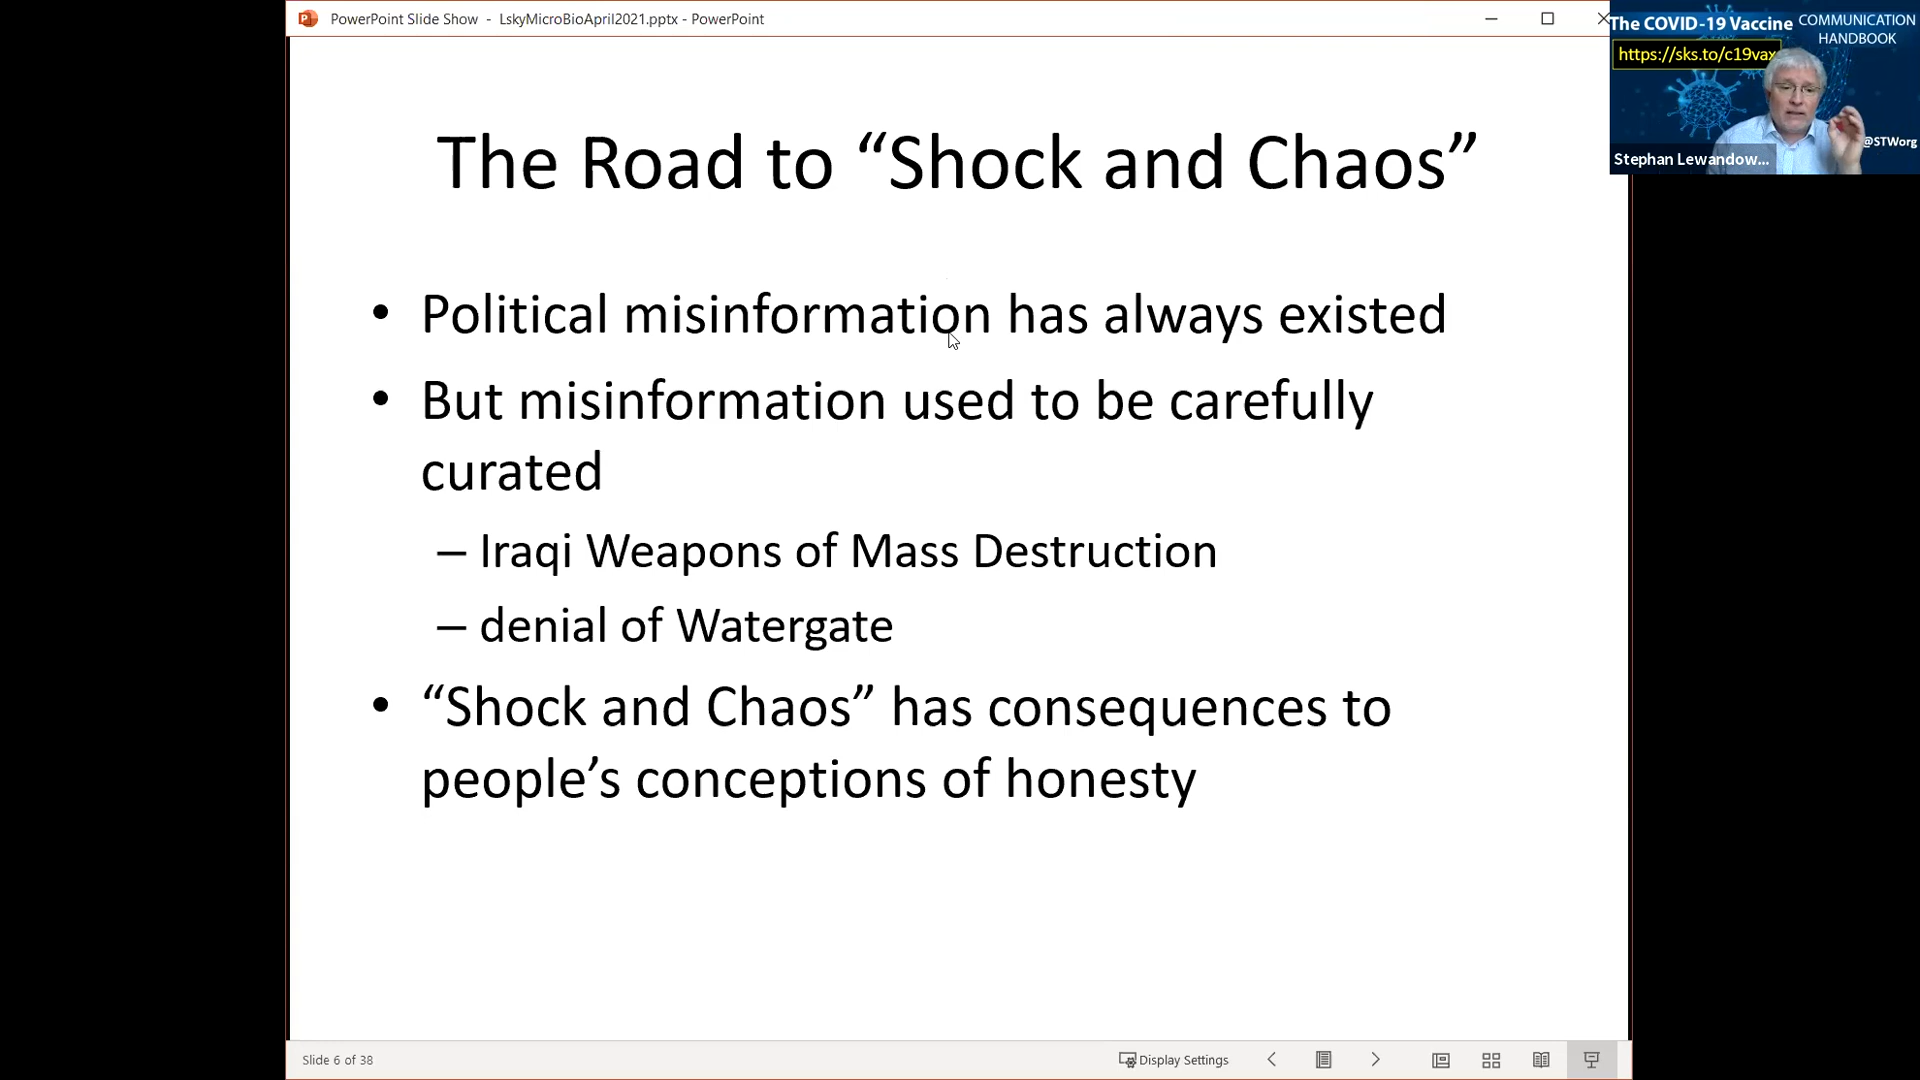 PowerPoint Slide Show - LskyMicroBioApril2021.pptx - PowerPoint
The COVID-19 Vaccine COMMUNICATION
HANDBOOK
https://sks.to/c19vax
@STWorg
Stephan Lewandow...
The Road to “Shock and Chaos”
• Political misinformation has always existed
• But misinformation used to be carefully
curated
– Iraqi Weapons of Mass Destruction
– denial of Watergate
• “Shock and Chaos” has consequences to
people’s conceptions of honesty
Slide 6 of 38
Display Settings